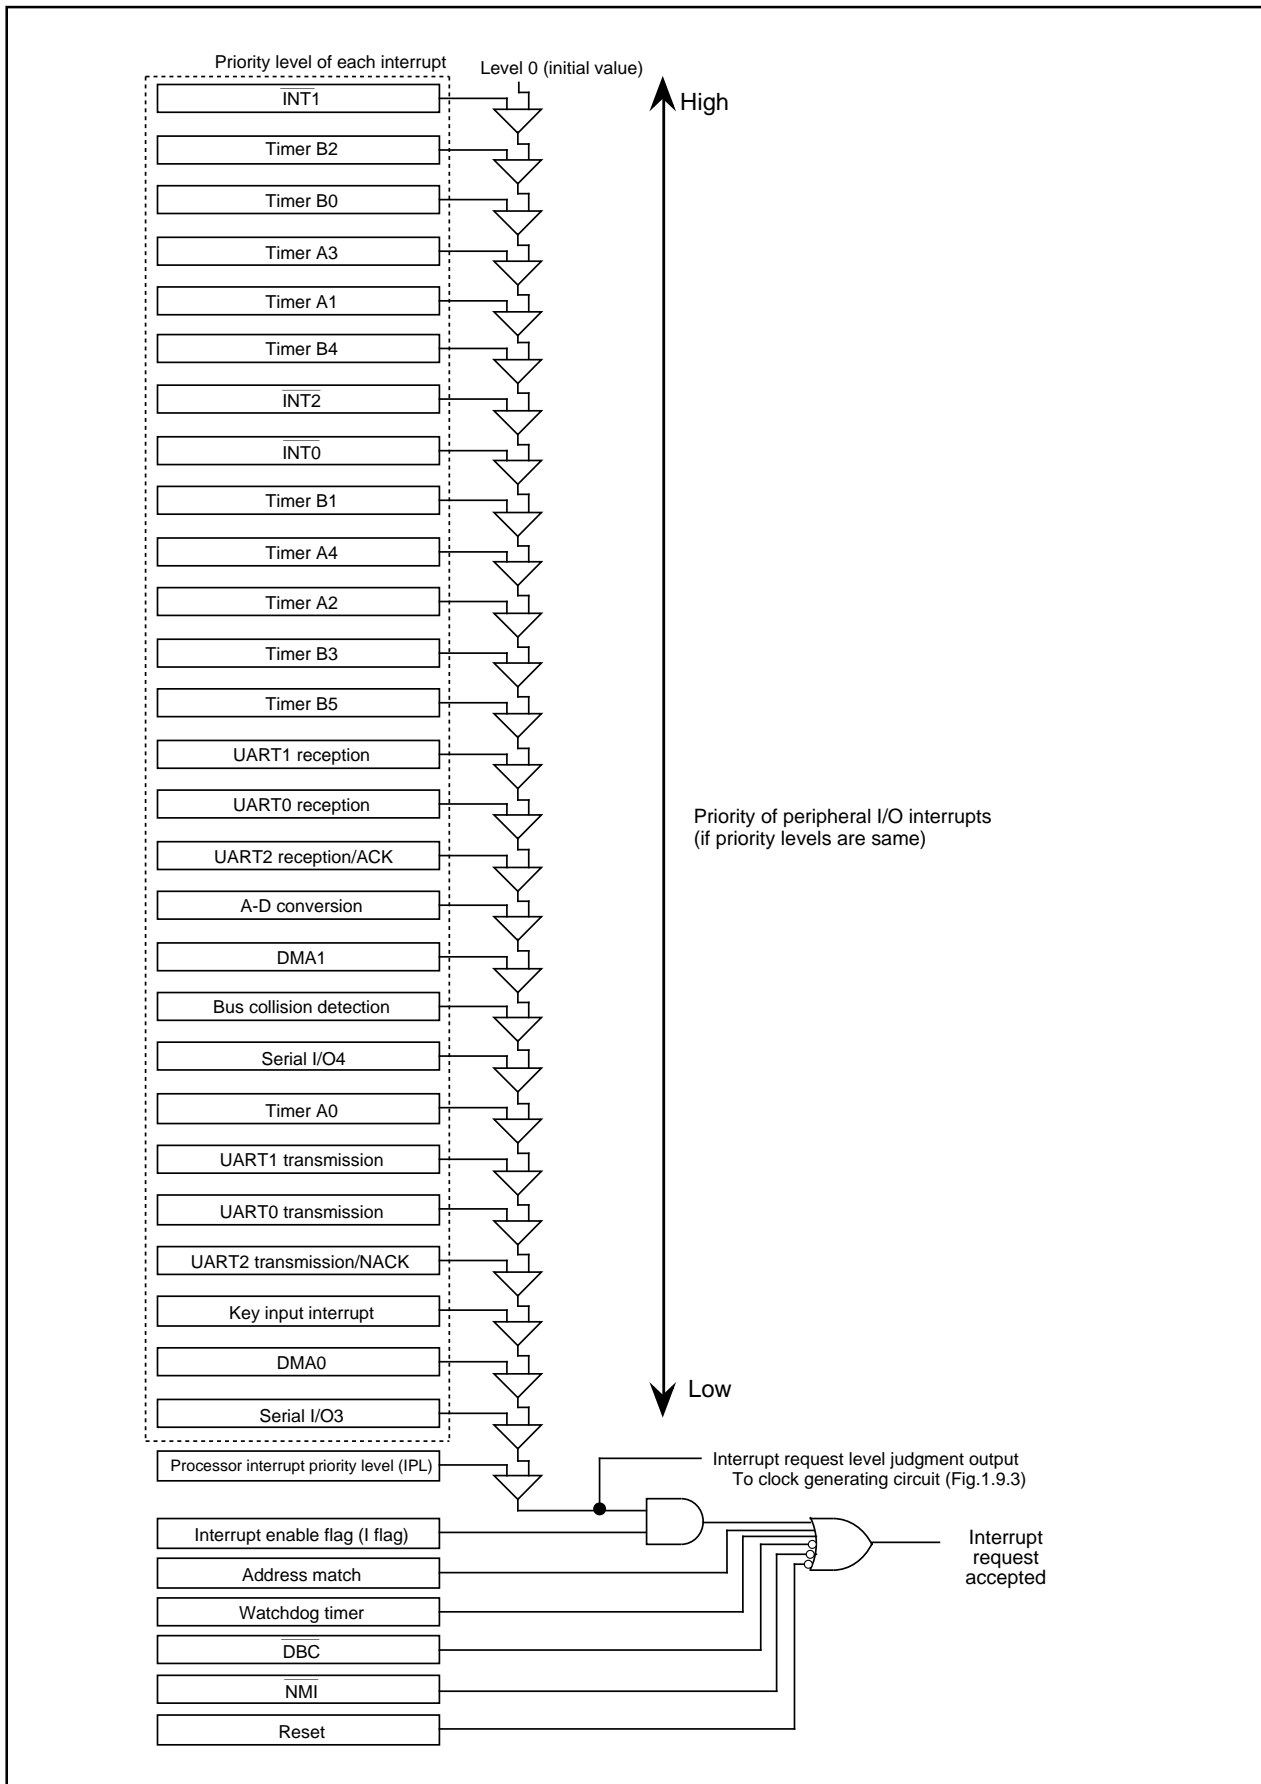 Priority level of each interrupt
Level 0 (initial value)
High
INT1
Timer B2
Timer B0
Timer A3
Timer A1
Timer B4
INT2
INT0
Timer B1
Timer A4
Timer A2
Timer B3
Timer B5
UART1 reception
UART0 reception
Priority of peripheral I/O interrupts
(if priority levels are same)
UART2 reception/ACK
A-D conversion
DMA1
Bus collision detection
Serial I/O4
Timer A0
UART1 transmission
UART0 transmission
UART2 transmission/NACK
Key input interrupt
DMA0
Low
Serial I/O3
Processor interrupt priority level (IPL)
Interrupt request level judgment output
To clock generating circuit (Fig.1.9.3)
Interrupt enable flag (I flag)
Interrupt
request
accepted
Address match
Watchdog timer
DBC
NMI
Reset